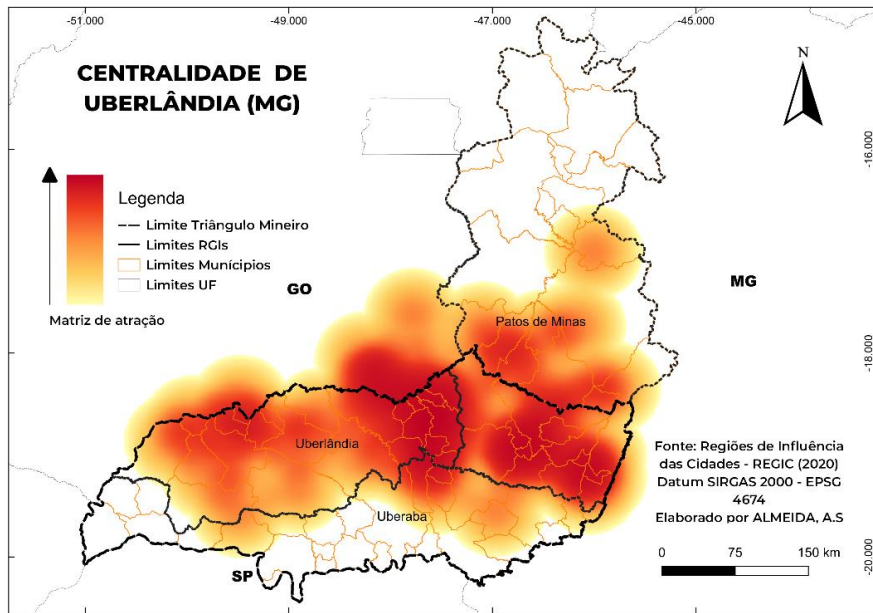 -51.000
-49.000
-47.000
-45.000
CENTRALIDADE DE
UBERLÂNDIA (MG)
N
-16.000
Legenda
Limite Triângulo Mineiro
Limites RGIs
Limites Munícipios
Limites UF
Matriz de atração
GO
MG
Patos de Minas
-18.000
Uberlândia
Uberaba
SP
Fonte: Regiões de Influência
das Cidades - REGIC (2020)
Datum SIRGAS 2000 - EPSG
4674
Elaborado por ALMEIDA, A.S
0 75 150 km
-20.000